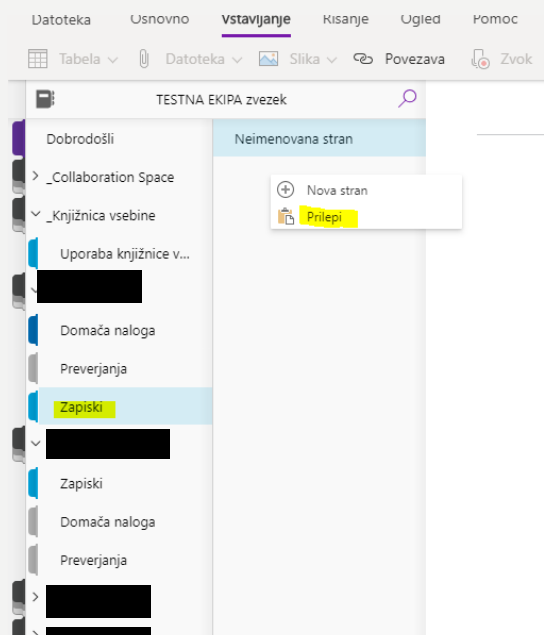 Datoteka Osnovno Vstavljanje Risanje Ogled Pomoč
Tabela Datoteka Slika Povezava Zvok
TESTNA EKIPA zvezek
Dobrodošli
Neimenovana stran
_Collaboration Space
Nova stran
_Knjižnica vsebine
Prilepi
Uporaba knjižnice v...
Domača naloga
Preverjanja
Zapiski
Zapiski
Domača naloga
Preverjanja